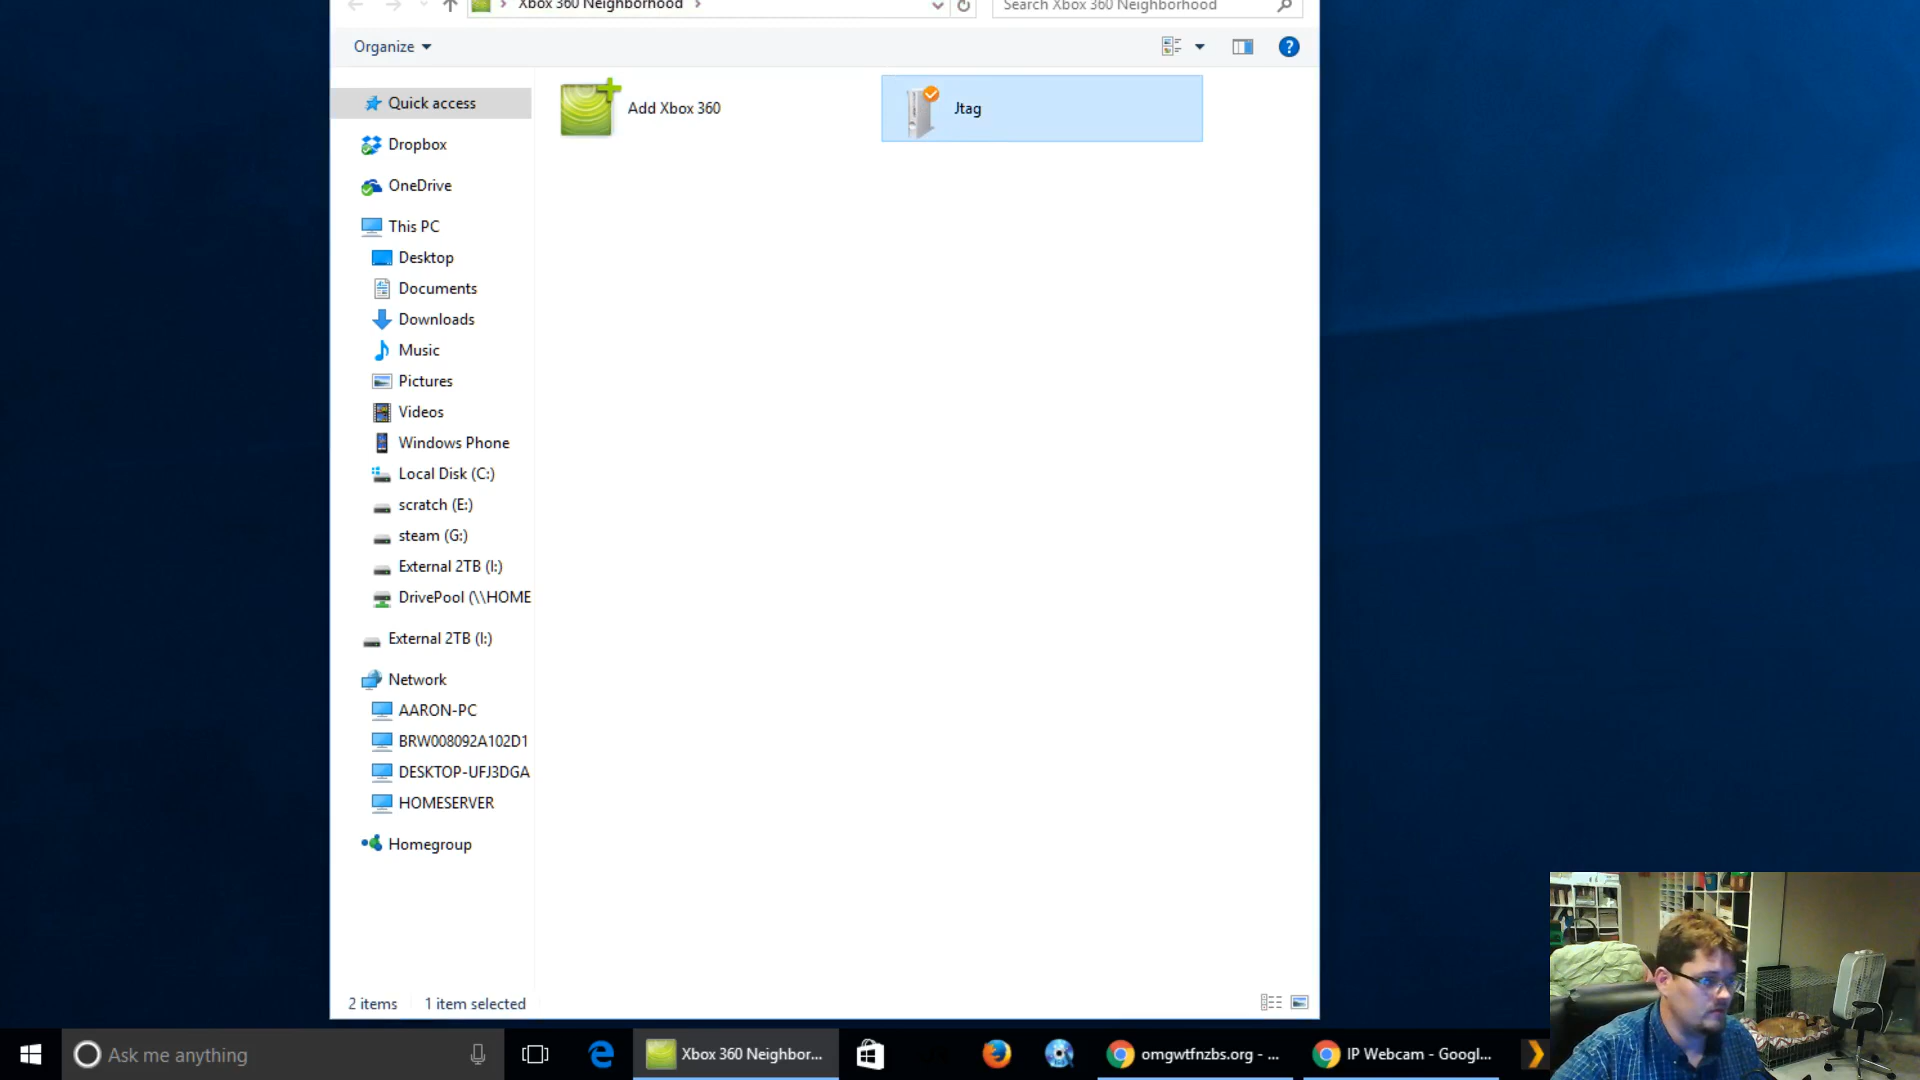 Xbox 360 Neighborhood
Search Xbox 360 Neighborhood
Organize
Quick access
Add Xbox 360
Jtag
Dropbox
OneDrive
This PC
Desktop
Documents
Downloads
Music
Pictures
Videos
Windows Phone
Local Disk (C:)
scratch (E:)
steam (G:)
External 2TB (I:)
DrivePool (\\HOME
External 2TB (I:)
Network
AARON-PC
BRW008092A102D1
DESKTOP-UFJ3DGA
HOMESERVER
Homegroup
2 items
1 item selected
Ask me anything
Xbox 360 Neighbor...
omgwtfnzbs.org - ...
IP Webcam - Googl...